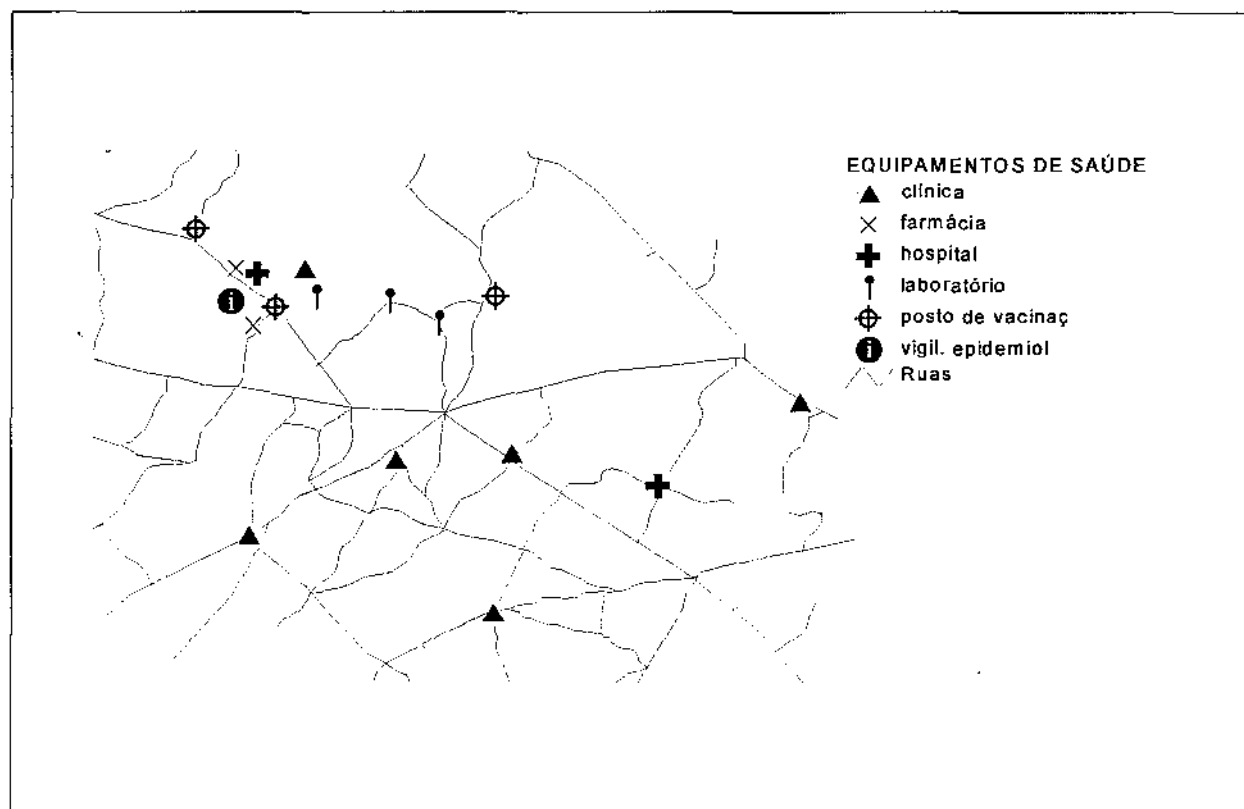 EQUIPAMENTOS DE SAÚDE
clínica
farmácia
hospital
laboratório
posto de vacinaç
vigil. epidemiol
Ruas